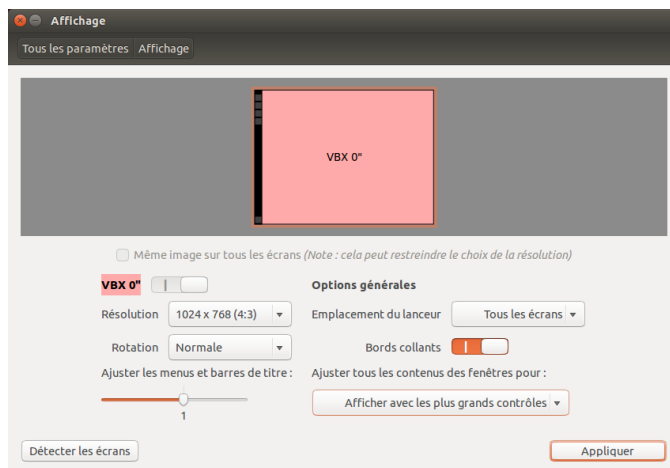 Affichage
Tous les paramètres Affichage
VBX 0"
Même image sur tous les écrans (Note : cela peut restreindre le choix de la résolution)
VBX 0" Options générales
Résolution 1024 x 768 (4:3) Emplacement du lanceur Tous les écrans
Rotation Normale Bords collants
Ajuster les menus et barres de titre : Ajuster tous les contenus des fenêtres pour :
1 Afficher avec les plus grands contrôles
Détecter les écrans Appliquer